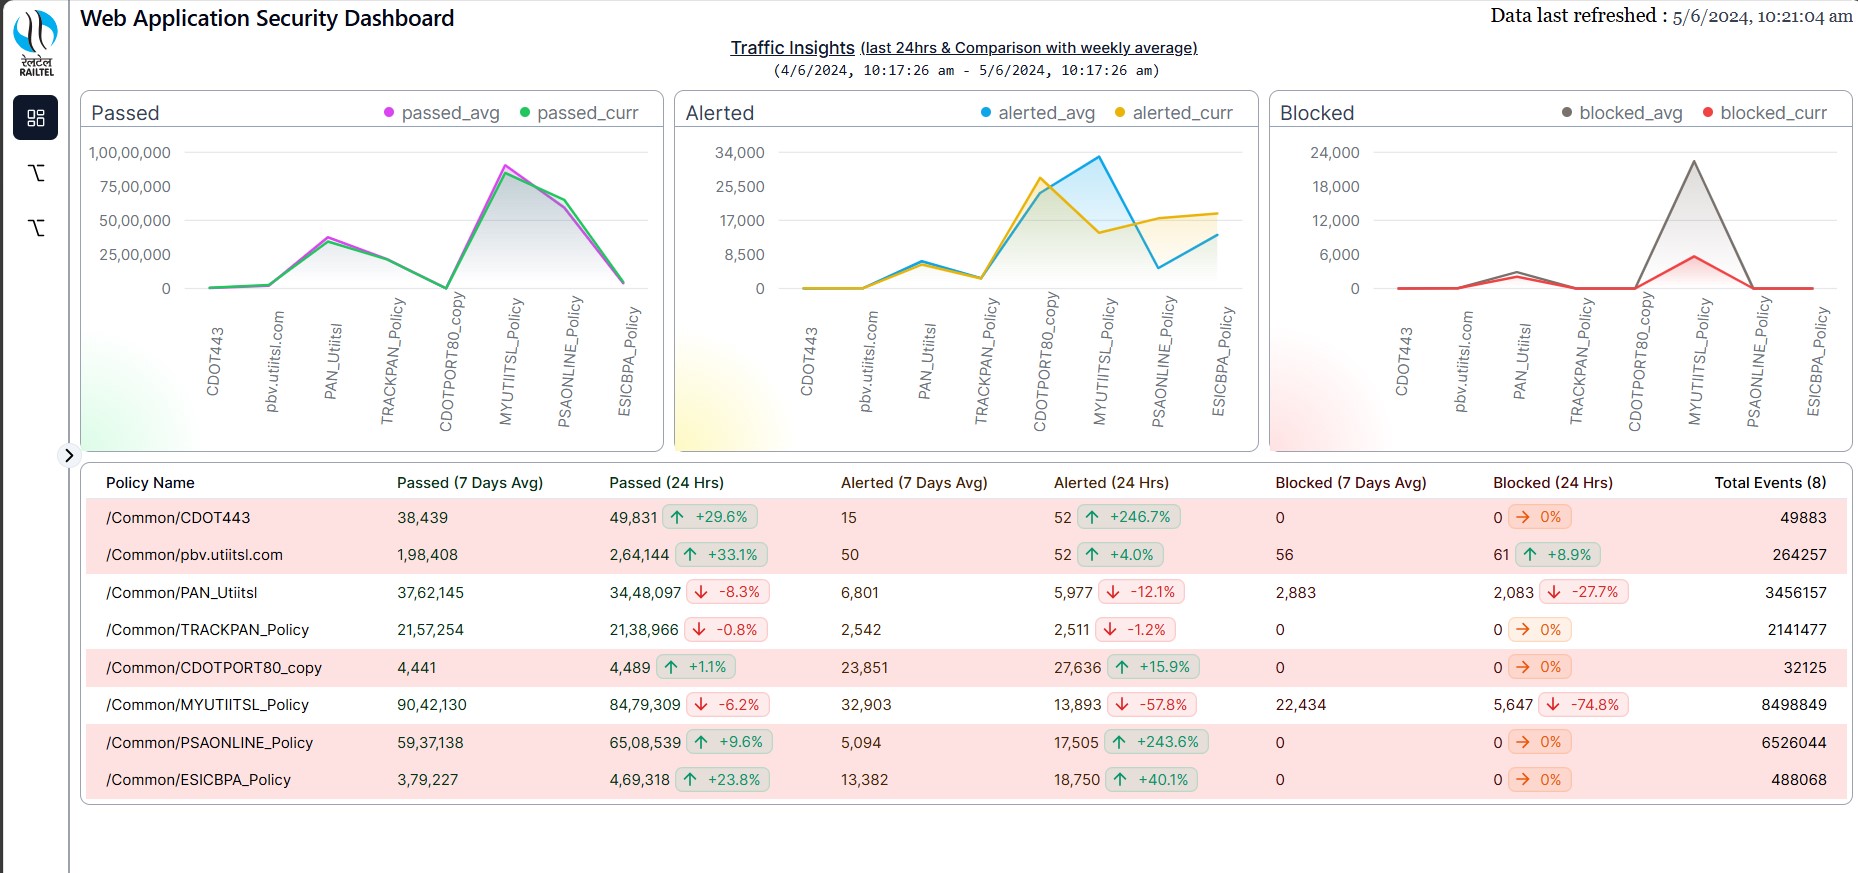 रेलटेल
RAILTEL
Web Application Security Dashboard
Data last refreshed : 5/6/2024, 10:21:04 am
Traffic Insights (last 24hrs & Comparison with weekly average)
(4/6/2024, 10:17:26 am - 5/6/2024, 10:17:26 am)
Passed passed_avg passed_curr
1,00,00,000
75,00,000
50,00,000
25,00,000
0
CDOT443
pbv.utiitsl.com
PAN_Utiitsl
TRACKPAN_Policy
CDOTPORT80_copy
MYUTIITSL_Policy
PSAONLINE_Policy
ESICBPA_Policy
Alerted alerted_avg alerted_curr
34,000
25,500
17,000
8,500
0
CDOT443
pbv.utiitsl.com
PAN_Utiitsl
TRACKPAN_Policy
CDOTPORT80_copy
MYUTIITSL_Policy
PSAONLINE_Policy
ESICBPA_Policy
Blocked blocked_avg blocked_curr
24,000
18,000
12,000
6,000
0
CDOT443
pbv.utiitsl.com
PAN_Utiitsl
TRACKPAN_Policy
CDOTPORT80_copy
MYUTIITSL_Policy
PSAONLINE_Policy
ESICBPA_Policy
Policy Name Passed (7 Days Avg) Passed (24 Hrs) Alerted (7 Days Avg) Alerted (24 Hrs) Blocked (7 Days Avg) Blocked (24 Hrs) Total Events (8)
/Common/CDOT443 38,439 49,831 ↑ +29.6% 15 52 ↑ +246.7% 0 0 → 0% 49883
/Common/pbv.utiitsl.com 1,98,408 2,64,144 ↑ +33.1% 50 52 ↑ +4.0% 56 61 ↑ +8.9% 264257
/Common/PAN_Utiitsl 37,62,145 34,48,097 ↓ -8.3% 6,801 5,977 ↓ -12.1% 2,883 2,083 ↓ -27.7% 3456157
/Common/TRACKPAN_Policy 21,57,254 21,38,966 ↓ -0.8% 2,542 2,511 ↓ -1.2% 0 0 → 0% 2141477
/Common/CDOTPORT80_copy 4,441 4,489 ↑ +1.1% 23,851 27,636 ↑ +15.9% 0 0 → 0% 32125
/Common/MYUTIITSL_Policy 90,42,130 84,79,309 ↓ -6.2% 32,903 13,893 ↓ -57.8% 22,434 5,647 ↓ -74.8% 8498849
/Common/PSAONLINE_Policy 59,37,138 65,08,539 ↑ +9.6% 5,094 17,505 ↑ +243.6% 0 0 → 0% 6526044
/Common/ESICBPA_Policy 3,79,227 4,69,318 ↑ +23.8% 13,382 18,750 ↑ +40.1% 0 0 → 0% 488068